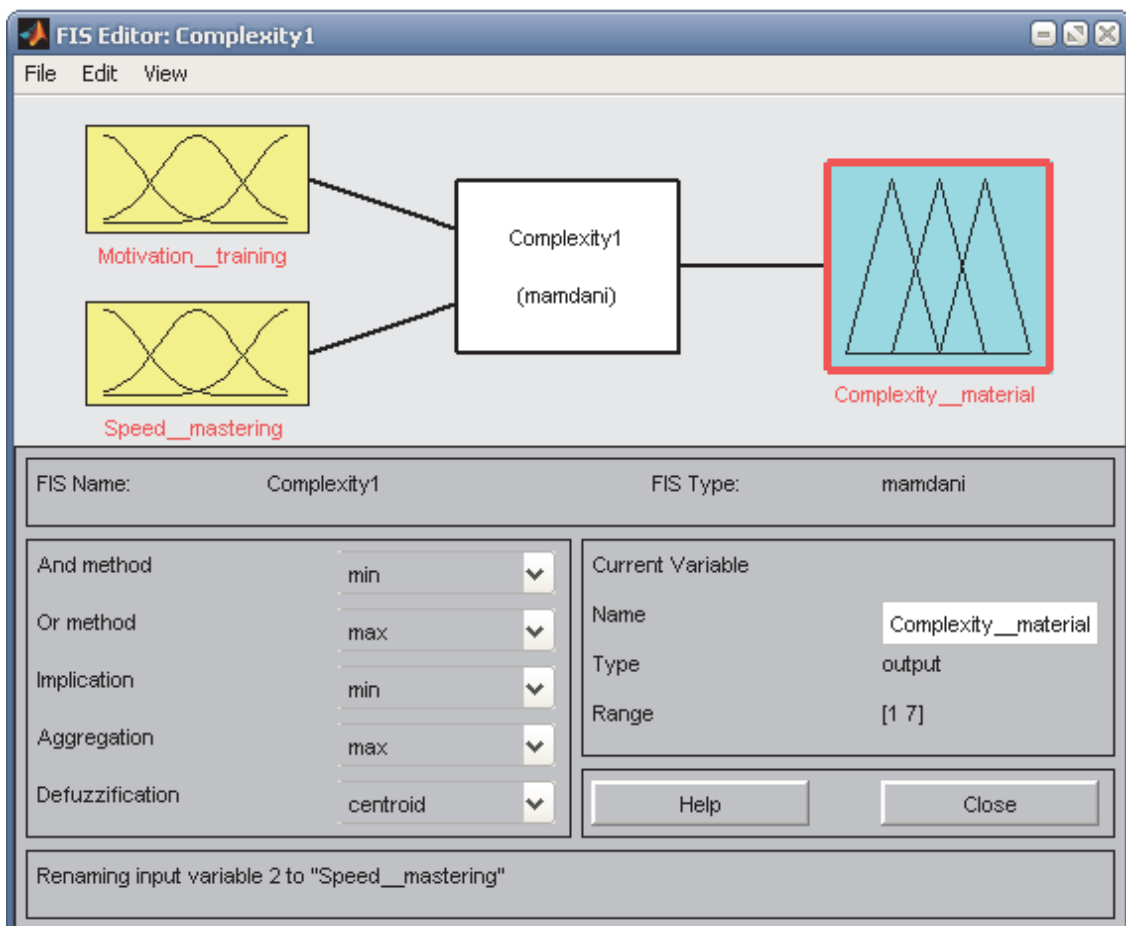 FIS Editor: Complexity1
File Edit View
Motivation__training
Speed__mastering
Complexity1
(mamdani)
Complexity__material
FIS Name: Complexity1 FIS Type: mamdani
And method min
Or method max
Implication min
Aggregation max
Defuzzification centroid
Current Variable
Name Complexity__material
Type output
Range [1 7]
Help Close
Renaming input variable 2 to "Speed__mastering"